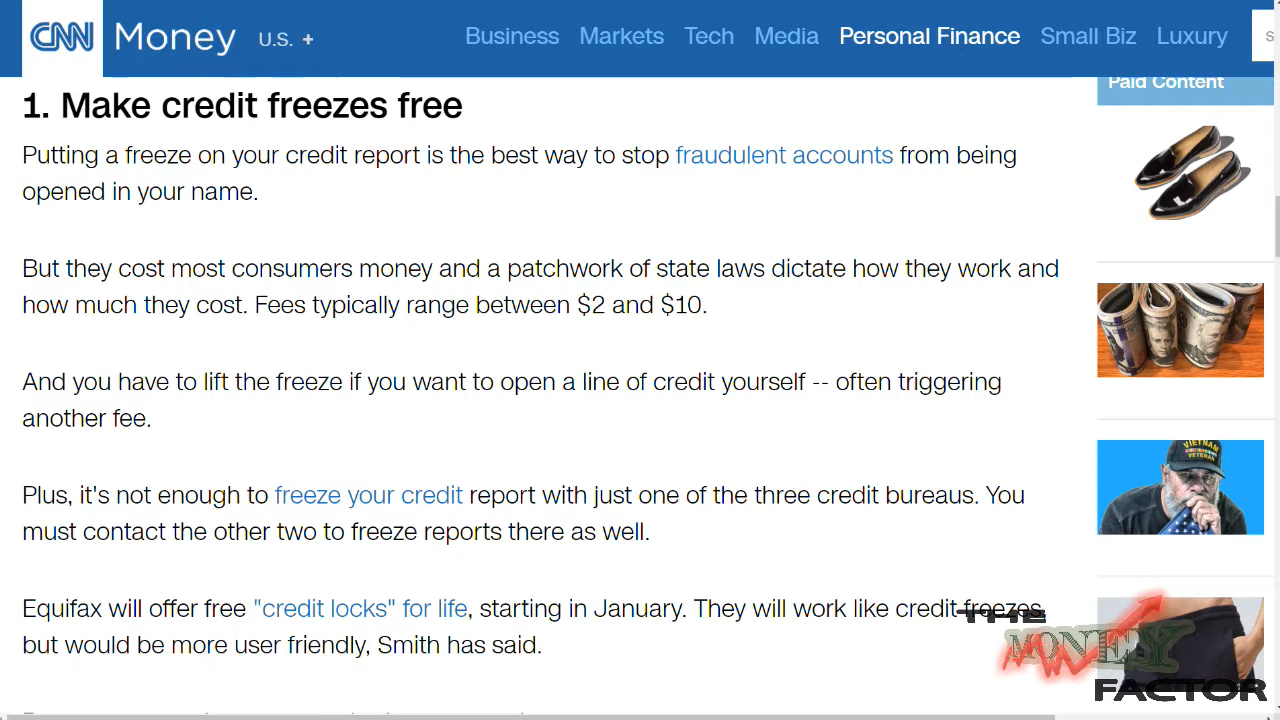 CNN Money U.S. + Business Markets Tech Media Personal Finance Small Biz Luxury S
Paid Content
1. Make credit freezes free
Putting a freeze on your credit report is the best way to stop fraudulent accounts from being
opened in your name.
But they cost most consumers money and a patchwork of state laws dictate how they work and
how much they cost. Fees typically range between $2 and $10.
And you have to lift the freeze if you want to open a line of credit yourself -- often triggering
another fee.
Plus, it's not enough to freeze your credit report with just one of the three credit bureaus. You
must contact the other two to freeze reports there as well.
Equifax will offer free "credit locks" for life, starting in January. They will work like credit freezes,
but would be more user friendly, Smith has said.
VIETNAM
VETERAN
THE
MONEY
FACTOR